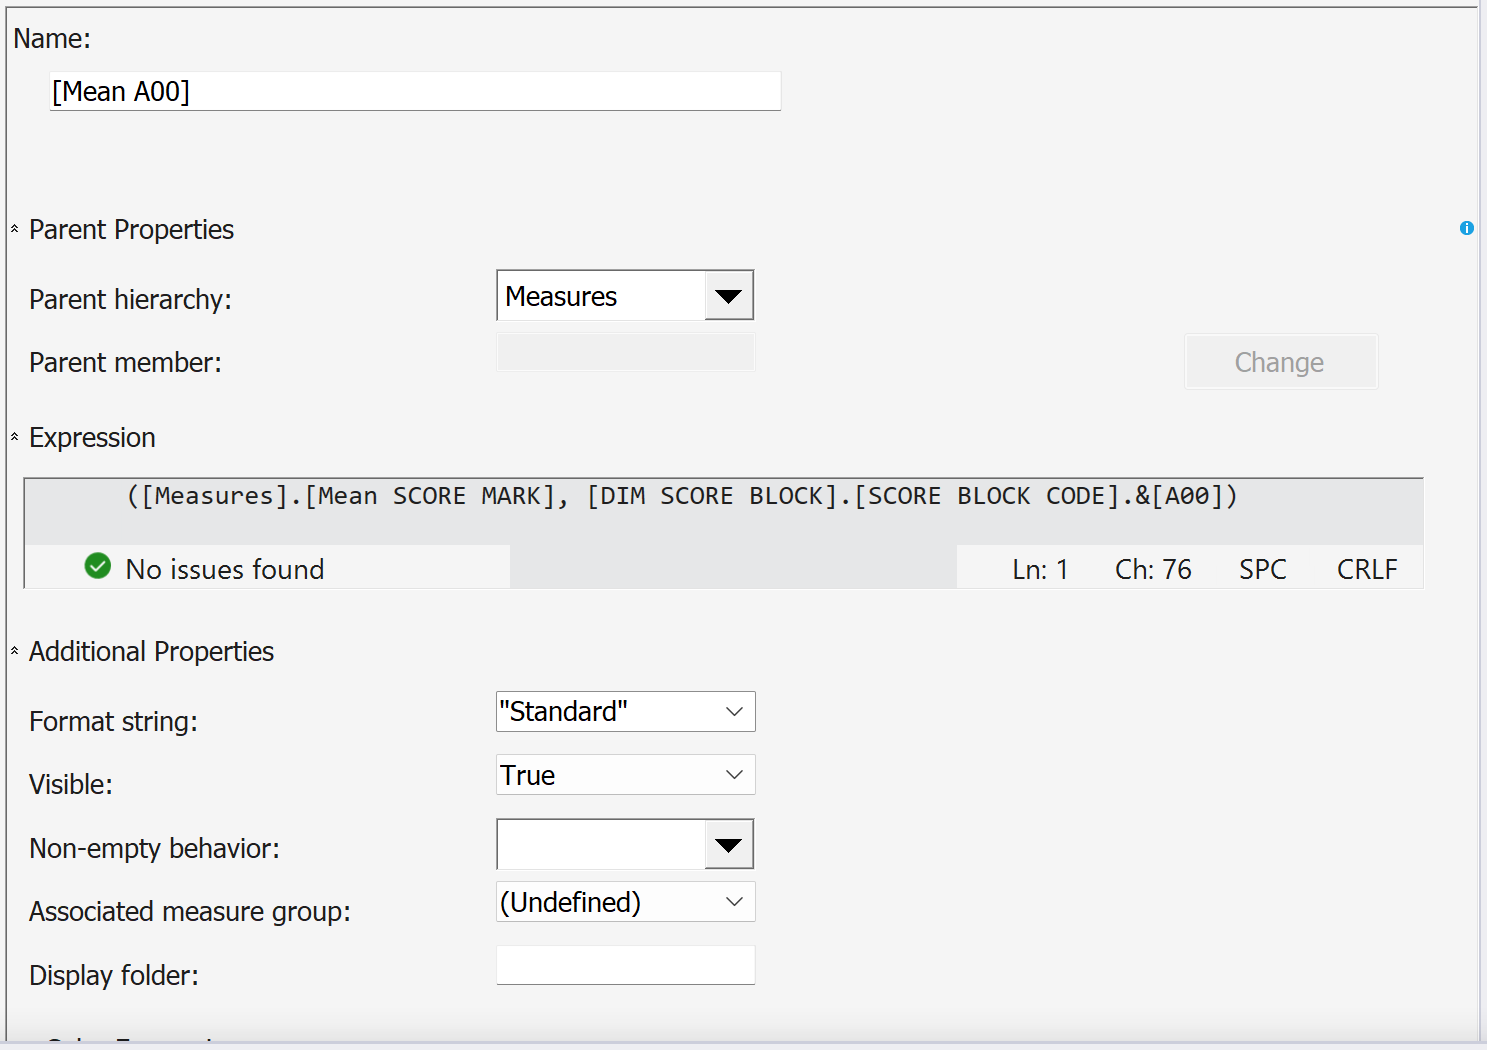 Name:
[Mean A00]
Parent Properties
Parent hierarchy:
Measures
Parent member:
Change
Expression
([Measures].[Mean SCORE MARK], [DIM SCORE BLOCK].[SCORE BLOCK CODE].&[A00])
No issues found
Ln: 1 Ch: 76 SPC CRLF
Additional Properties
Format string:
"Standard"
Visible:
True
Non-empty behavior:
Associated measure group:
(Undefined)
Display folder: